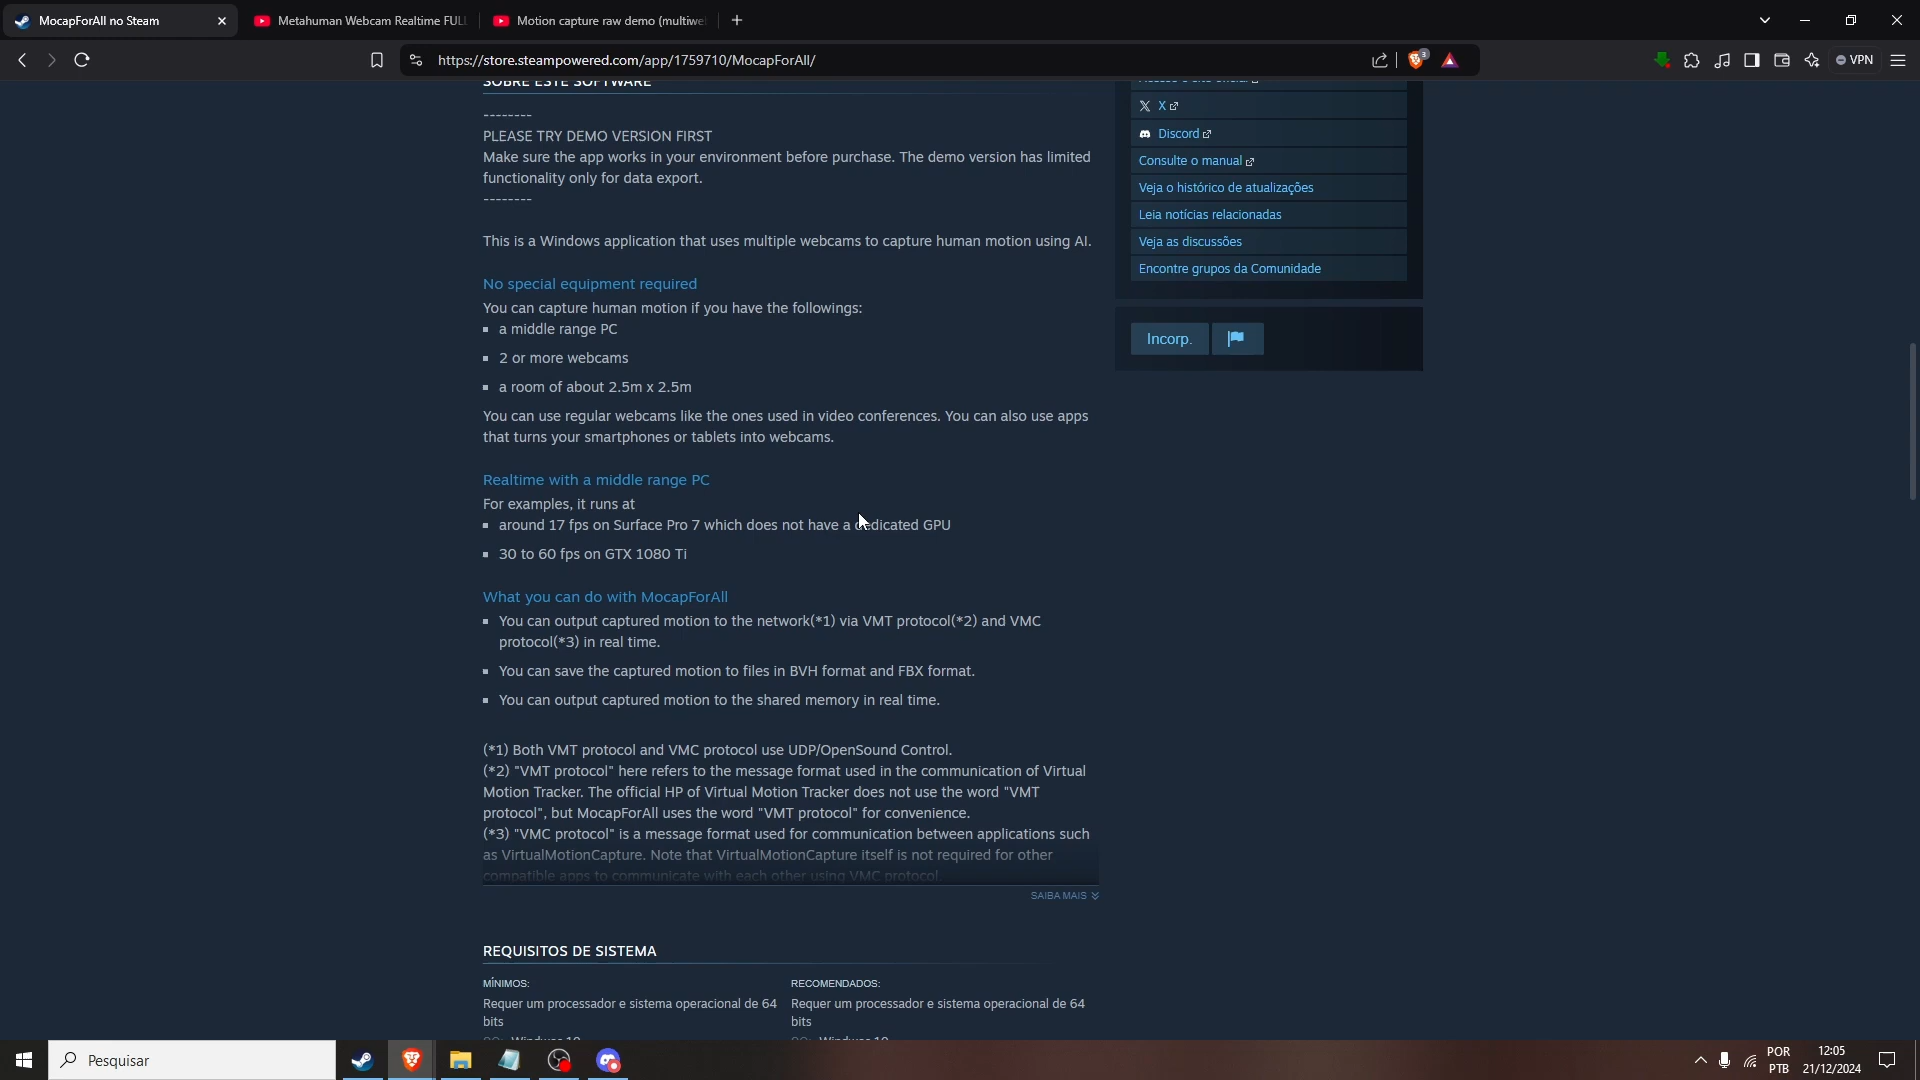 MocapForAll no Steam
Metahuman Webcam Realtime FULL
Motion capture raw demo (multiwe
https://store.steampowered.com/app/1759710/MocapForAll/
3
VPN
SOBRE ESTE SOFTWARE
--------
PLEASE TRY DEMO VERSION FIRST
Make sure the app works in your environment before purchase. The demo version has limited
functionality only for data export.
--------
This is a Windows application that uses multiple webcams to capture human motion using AI.
No special equipment required
You can capture human motion if you have the followings:
▪ a middle range PC
▪ 2 or more webcams
▪ a room of about 2.5m x 2.5m
You can use regular webcams like the ones used in video conferences. You can also use apps
that turns your smartphones or tablets into webcams.
Realtime with a middle range PC
For examples, it runs at
▪ around 17 fps on Surface Pro 7 which does not have a dedicated GPU
▪ 30 to 60 fps on GTX 1080 Ti
What you can do with MocapForAll
▪ You can output captured motion to the network(*1) via VMT protocol(*2) and VMC
protocol(*3) in real time.
▪ You can save the captured motion to files in BVH format and FBX format.
▪ You can output captured motion to the shared memory in real time.
(*1) Both VMT protocol and VMC protocol use UDP/OpenSound Control.
(*2) "VMT protocol" here refers to the message format used in the communication of Virtual
Motion Tracker. The official HP of Virtual Motion Tracker does not use the word "VMT
protocol", but MocapForAll uses the word "VMT protocol" for convenience.
(*3) "VMC protocol" is a message format used for communication between applications such
as VirtualMotionCapture. Note that VirtualMotionCapture itself is not required for other
compatible apps to communicate with each other using VMC protocol.
SAIBA MAIS
REQUISITOS DE SISTEMA
MÍNIMOS:
Requer um processador e sistema operacional de 64
bits
RECOMENDADOS:
Requer um processador e sistema operacional de 64
bits
X
Discord
Consulte o manual
Veja o histórico de atualizações
Leia notícias relacionadas
Veja as discussões
Encontre grupos da Comunidade
Incorp.
Pesquisar
POR
PTB
12:05
21/12/2024